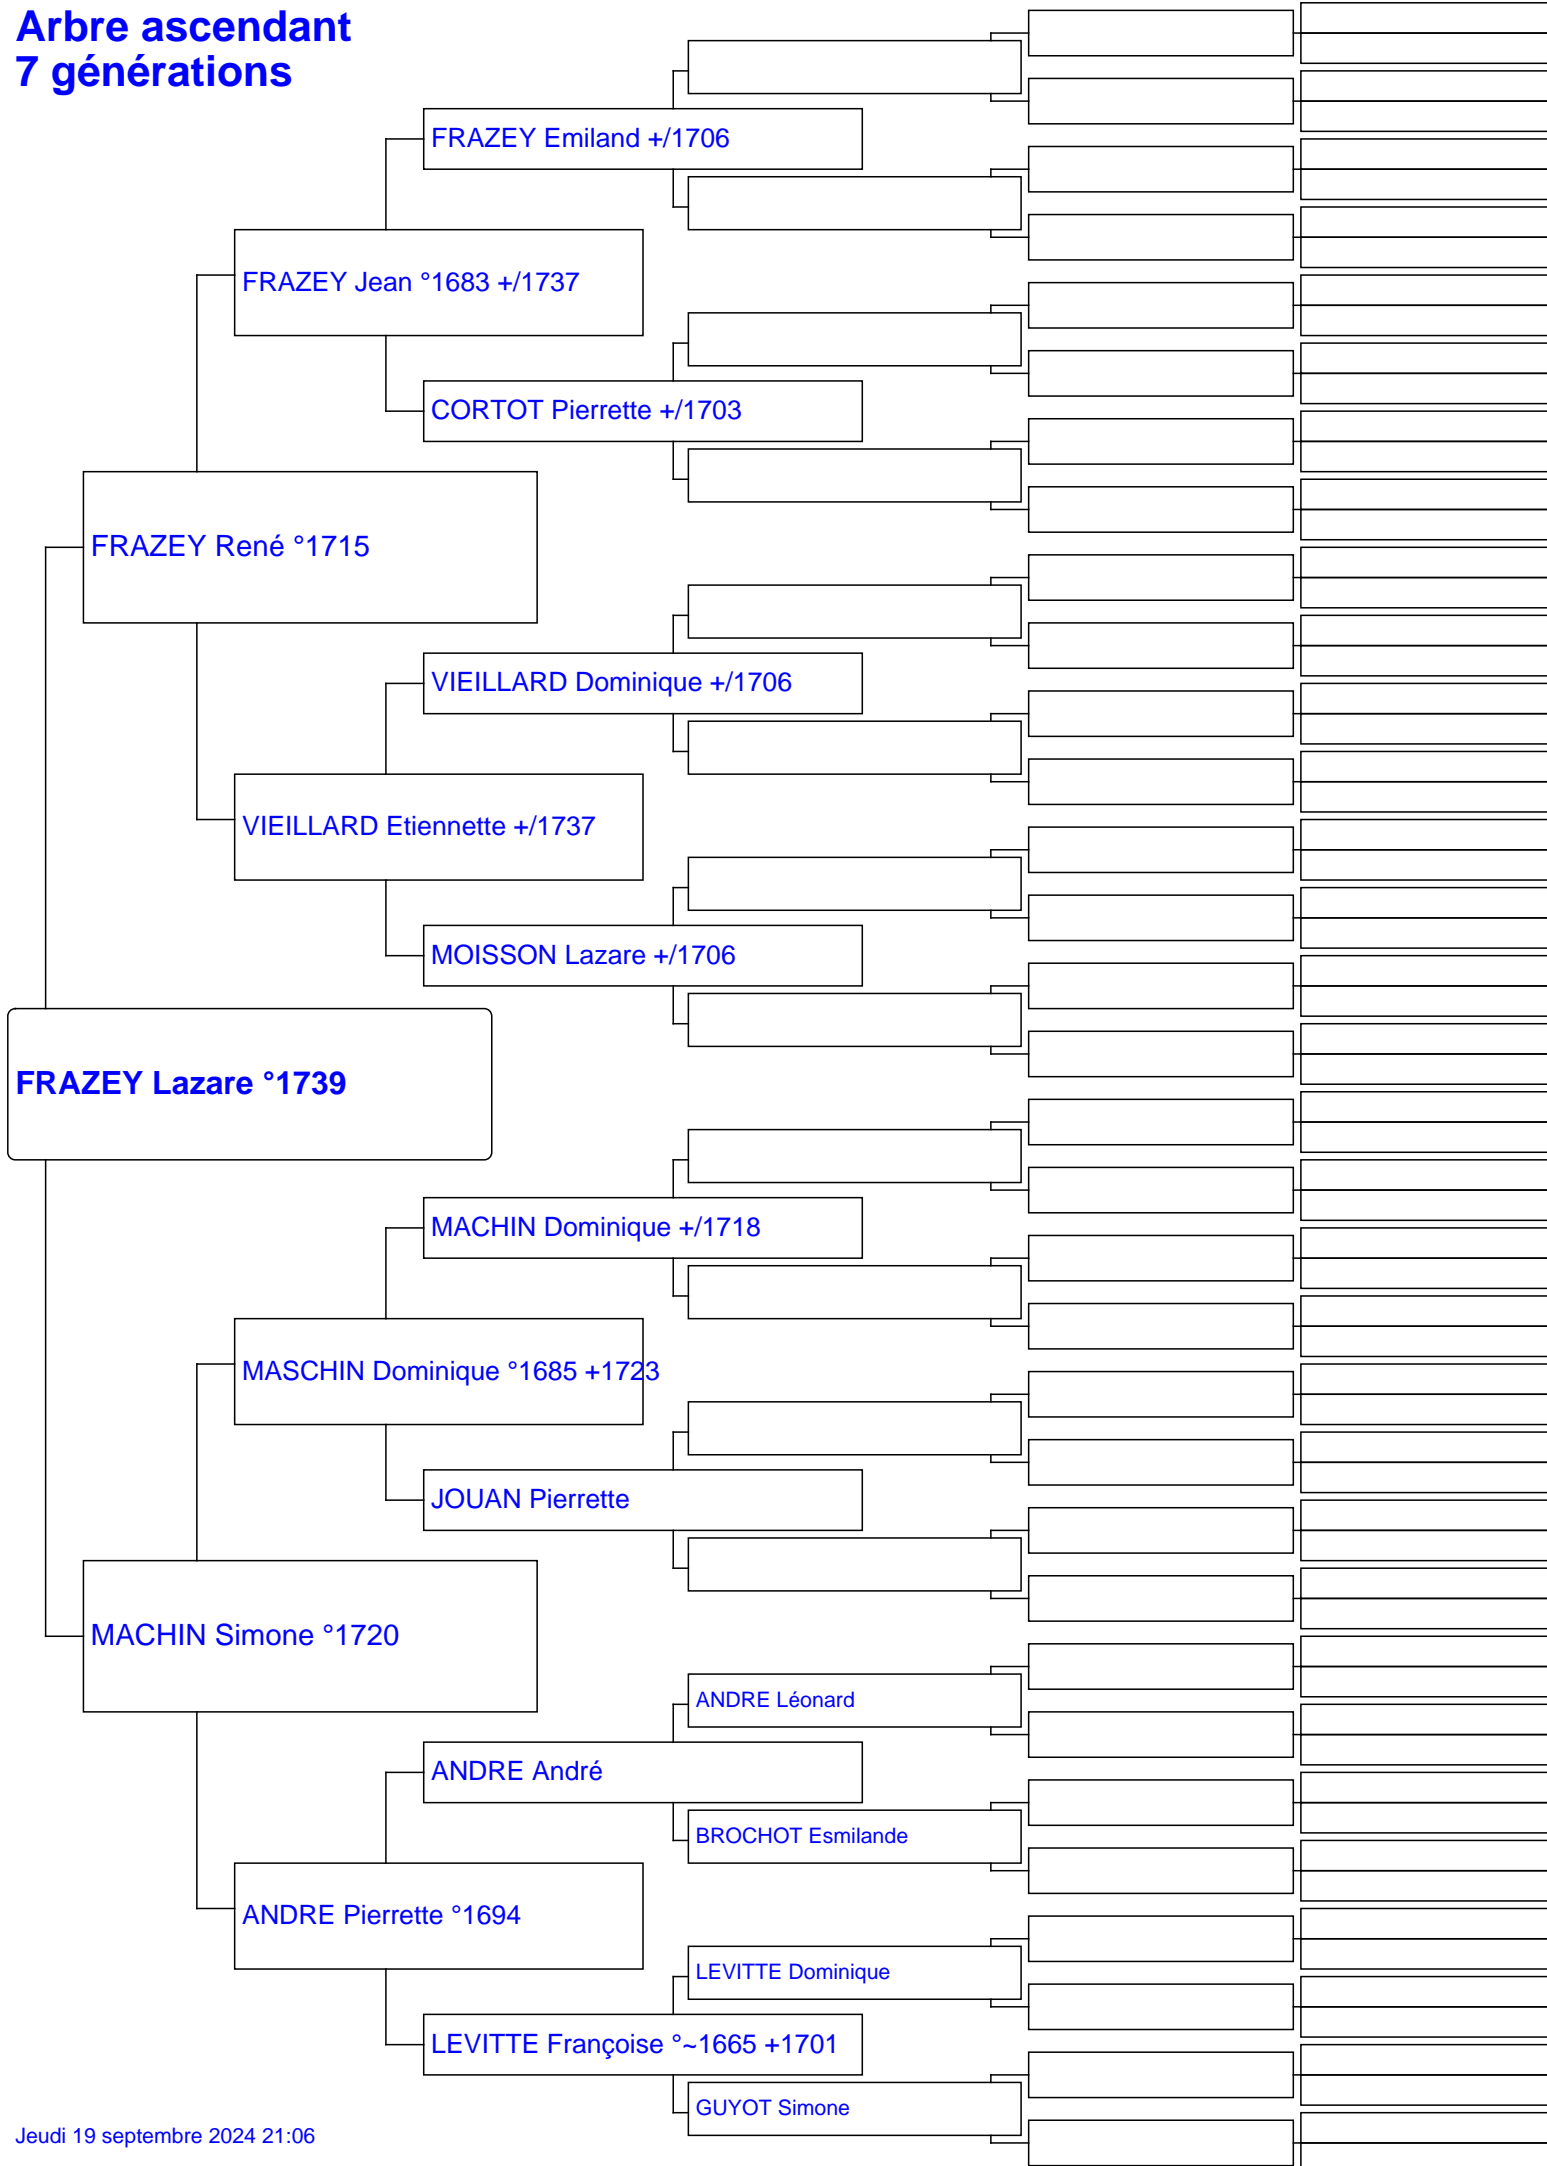 Arbre ascendant
7 générations
FRAZEY Emiland +/1706
FRAZEY Jean °1683 +/1737
CORTOT Pierrette +/1703
FRAZEY René °1715
VIEILLARD Dominique +/1706
VIEILLARD Etiennette +/1737
MOISSON Lazare +/1706
FRAZEY Lazare °1739
MACHIN Dominique +/1718
MASCHIN Dominique °1685 +1723
JOUAN Pierrette
MACHIN Simone °1720
ANDRE Léonard
ANDRE André
BROCHOT Esmilande
ANDRE Pierrette °1694
LEVITTE Dominique
LEVITTE Françoise °~1665 +1701
GUYOT Simone
Jeudi 19 septembre 2024 21:06